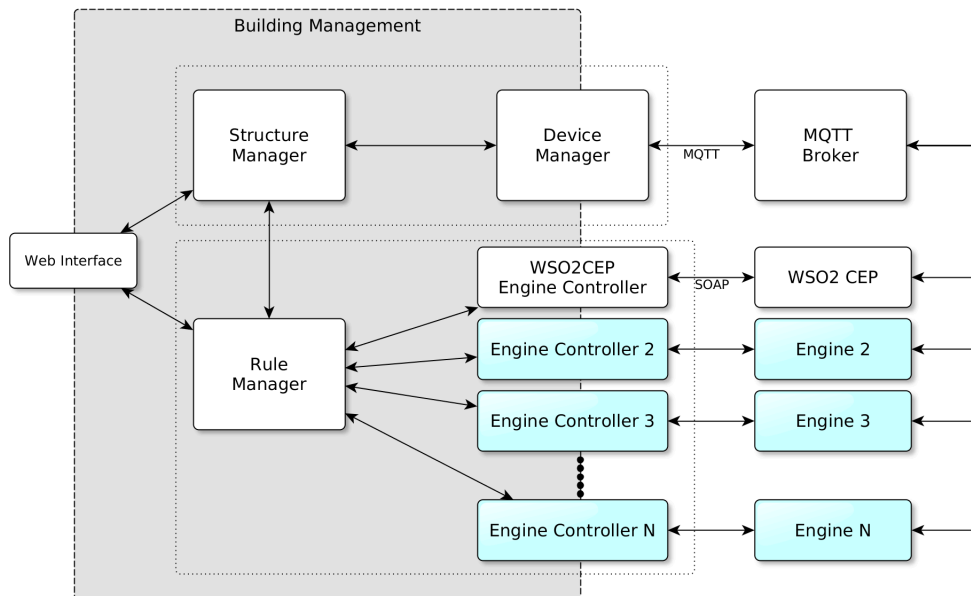 Building Management
Structure
Manager
Device
Manager
MQTT
MQTT
Broker
Web Interface
WSO2CEP
Engine Controller
SOAP
WSO2 CEP
Rule
Manager
Engine Controller 2
Engine 2
Engine Controller 3
Engine 3
Engine Controller N
Engine N